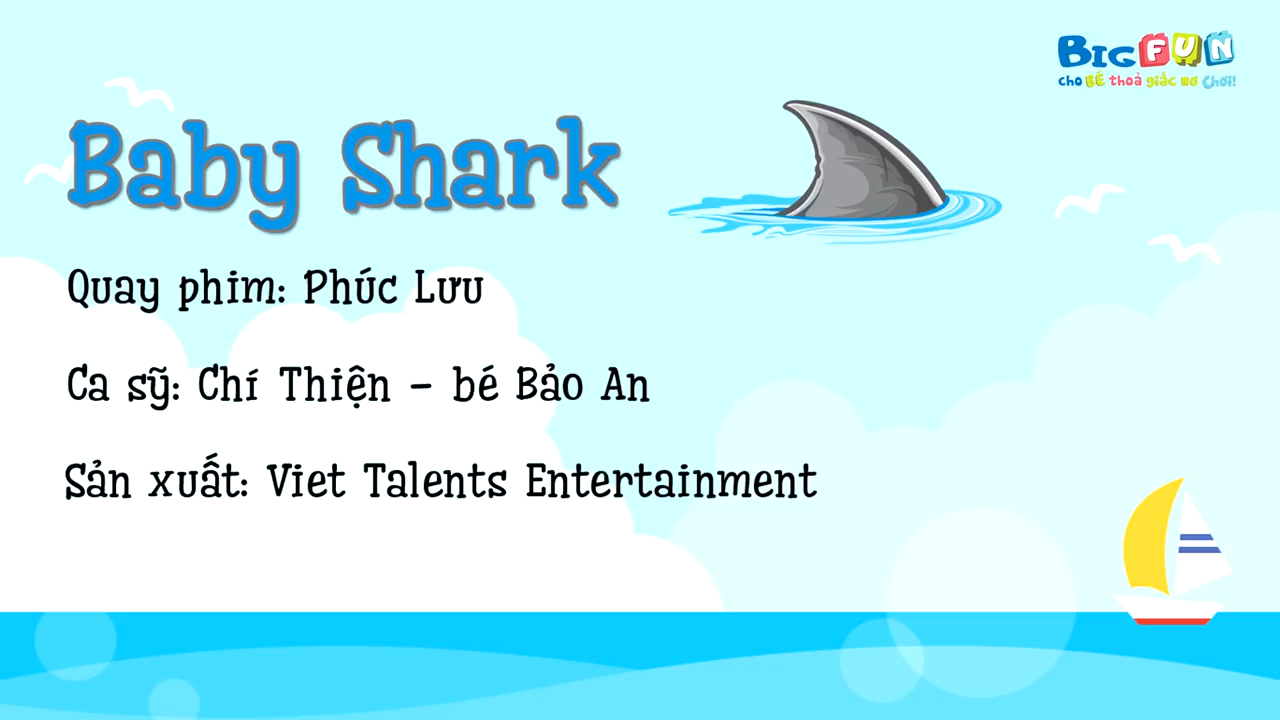 BIGFUN
cho BÉ thoả giấc mơ Chơi!
Baby Shark
Quay phim: Phúc Lưu
Ca sỹ: Chí Thiện – bé Bảo An
Sản xuất: Viet Talents Entertainment